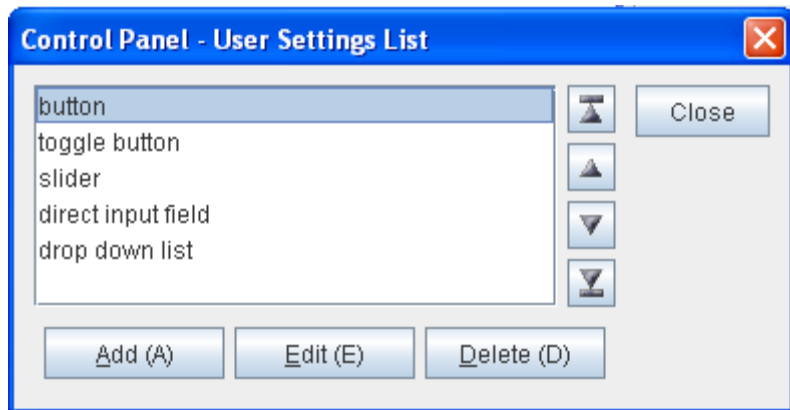 Control Panel - User Settings List
button
toggle button
slider
direct input field
drop down list
Close
Add (A)
Edit (E)
Delete (D)